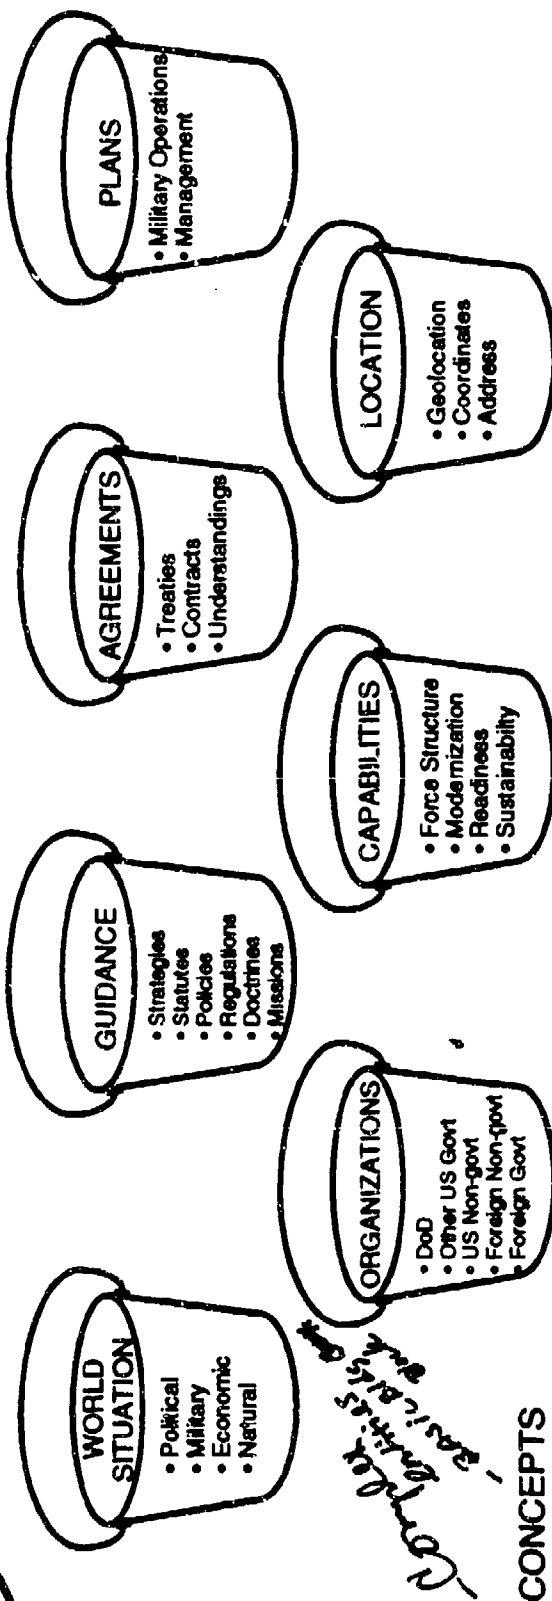 WORLD
SITUATION
• Political
• Military
• Economic
• Natural
GUIDANCE
• Strategies
• Statutes
• Policies
• Regulations
• Doctrines
• Missions
AGREEMENTS
• Treaties
• Contracts
• Understandings
PLANS
• Military Operations
• Management
ORGANIZATIONS
• DoD
• Other US Govt
• US Non-govt
• Foreign Non-govt
• Foreign Govt
CAPABILITIES
• Force Structure
• Modernization
• Readiness
• Sustainability
LOCATION
• Geolocation
• Coordinates
• Address
Complex
Entities
CONCEPTS